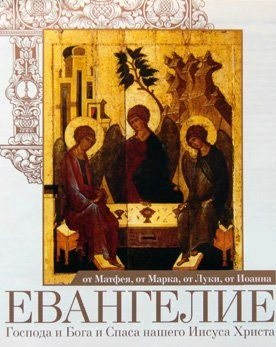 от Матфея, от Марка, от Луки, от Иоанна
ЕВАНГЕЛИЕ
Господа и Бога и Спаса нашего Иисуса Христа